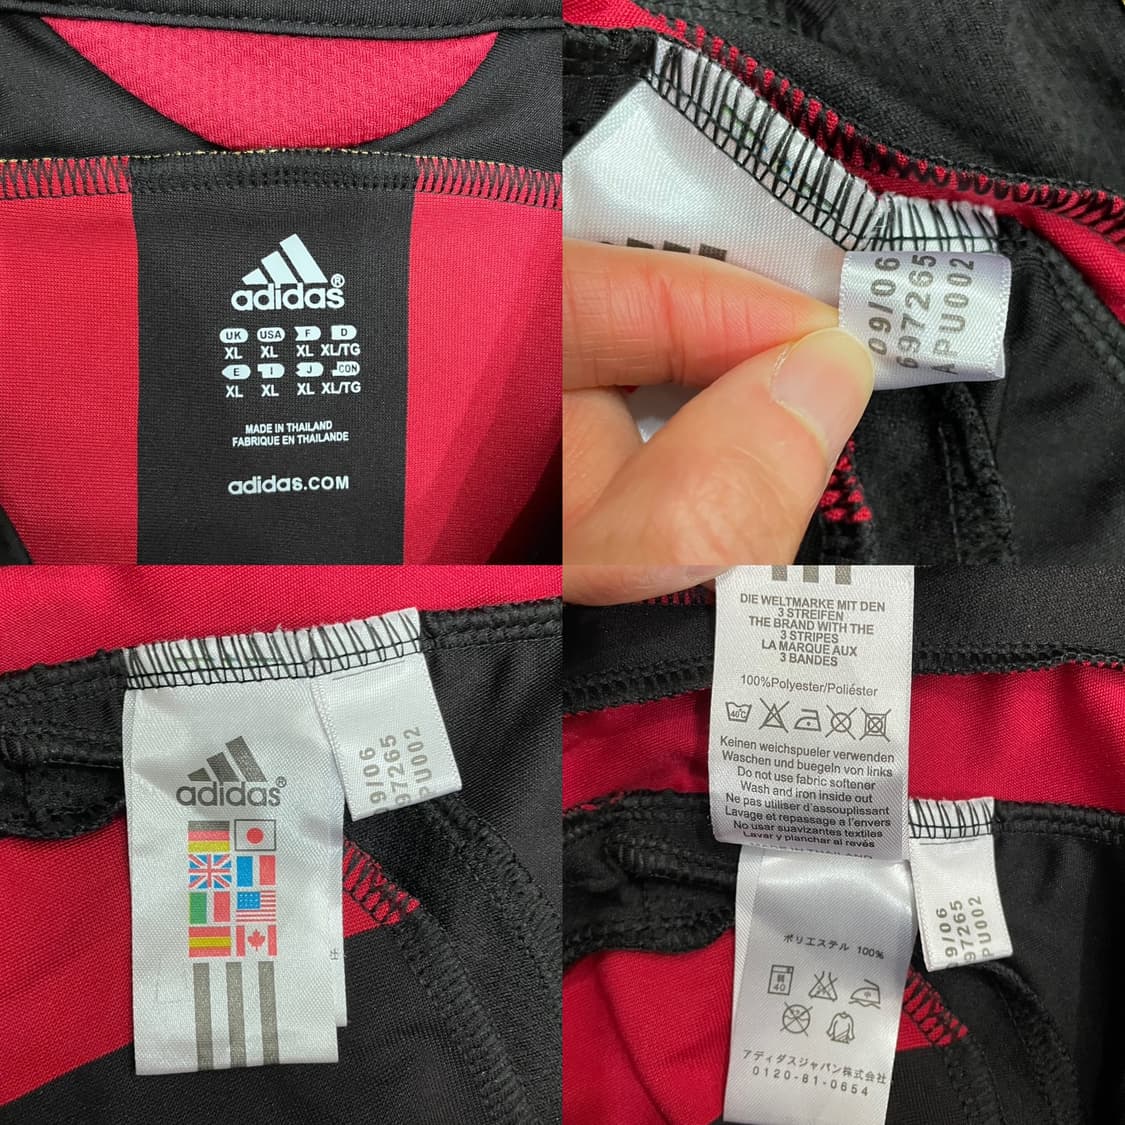 adidas®
UK USA F D
XL XL XL XL/TG
E I J CON
XL XL XL XL/TG
MADE IN THAILAND
FABRIQUE EN THAILANDE
adidas.COM
09/06
697265
APU002
adidas®
9/06
97265
PU002
DIE WELTMARKE MIT DEN
3 STREIFEN
THE BRAND WITH THE
3 STRIPES
LA MARQUE AUX
3 BANDES
100%Polyester/Poliéster
40°C
Keinen weichspueler verwenden
Waschen und buegeln von links
Do not use fabric softener
Wash and iron inside out
Ne pas utiliser d'assouplissant
Lavage et repassage a l'envers
No usar suavizantes textiles
Lavar y planchar al revés
MADE IN THAILAND
9/06
97265
PU002
ポリエステル 100%
40
アディダスジャパン株式会社
0120-81-0654